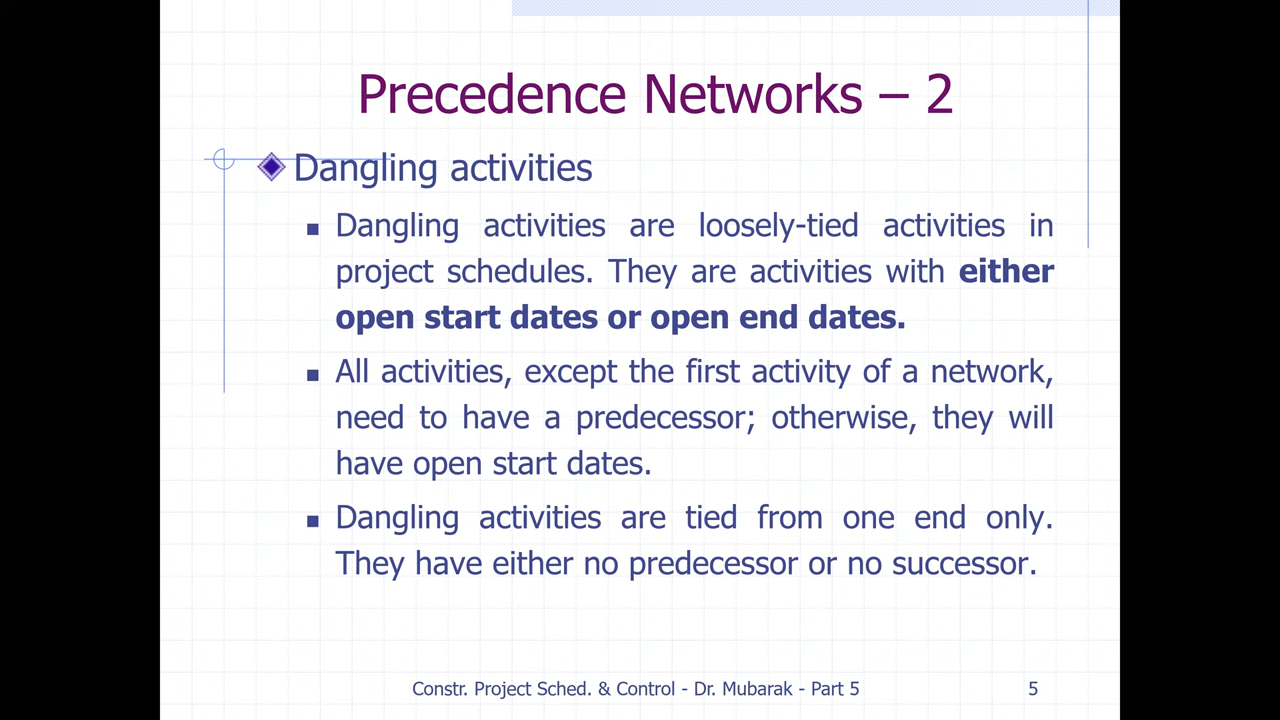 Precedence Networks – 2
Dangling activities
Dangling activities are loosely-tied activities in
project schedules. They are activities with either
open start dates or open end dates.
All activities, except the first activity of a network,
need to have a predecessor; otherwise, they will
have open start dates.
Dangling activities are tied from one end only.
They have either no predecessor or no successor.
Constr. Project Sched. & Control - Dr. Mubarak - Part 5 5